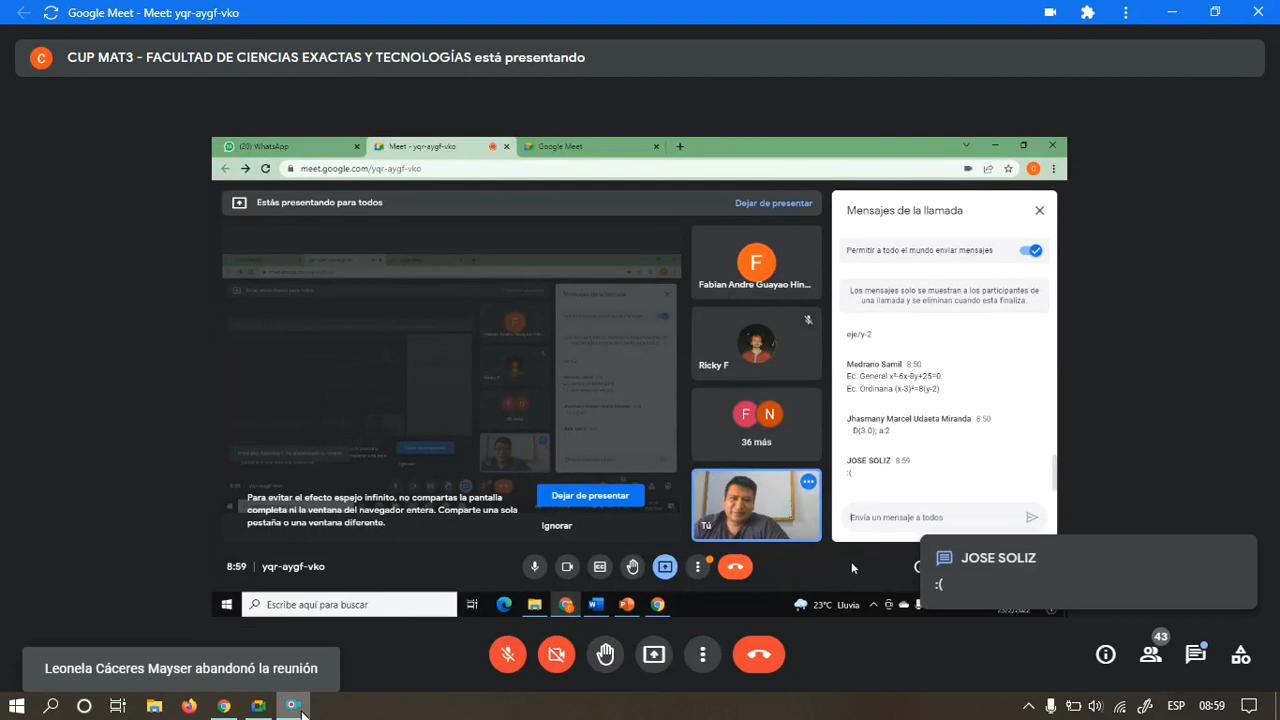 Google Meet - Meet: yqr-aygf-vko
C
CUP MAT3 - FACULTAD DE CIENCIAS EXACTAS Y TECNOLOGÍAS está presentando
(20) WhatsApp
Meet - yqr-aygf-vko
Google Meet
meet.google.com/yqr-aygf-vko
C
Estás presentando para todos
Dejar de presentar
Mensajes de la llamada
Permitir a todo el mundo enviar mensajes
Los mensajes solo se muestran a los participantes de
una llamada y se eliminan cuando esta finaliza.
F
Fabian Andre Guayao Hin...
Ricky F
F N
36 más
Tú
eje/y-2
Medrano Samil 8:50
Ec. General x²-6x-8y+25=0
Ec. Ordinaria (x-3)²=8(y-2)
Jhasmany Marcel Udaeta Miranda 8:50
D(3.0); a:2
JOSE SOLIZ 8:59
:(
Envía un mensaje a todos
Para evitar el efecto espejo infinito, no compartas la pantalla
completa ni la ventana del navegador entera. Comparte una sola
pestaña o una ventana diferente.
Dejar de presentar
Ignorar
8:59 yqr-aygf-vko
JOSE SOLIZ
:(
Escribe aquí para buscar
23°C Lluvia
Leonela Cáceres Mayser abandonó la reunión
43
ESP
08:59